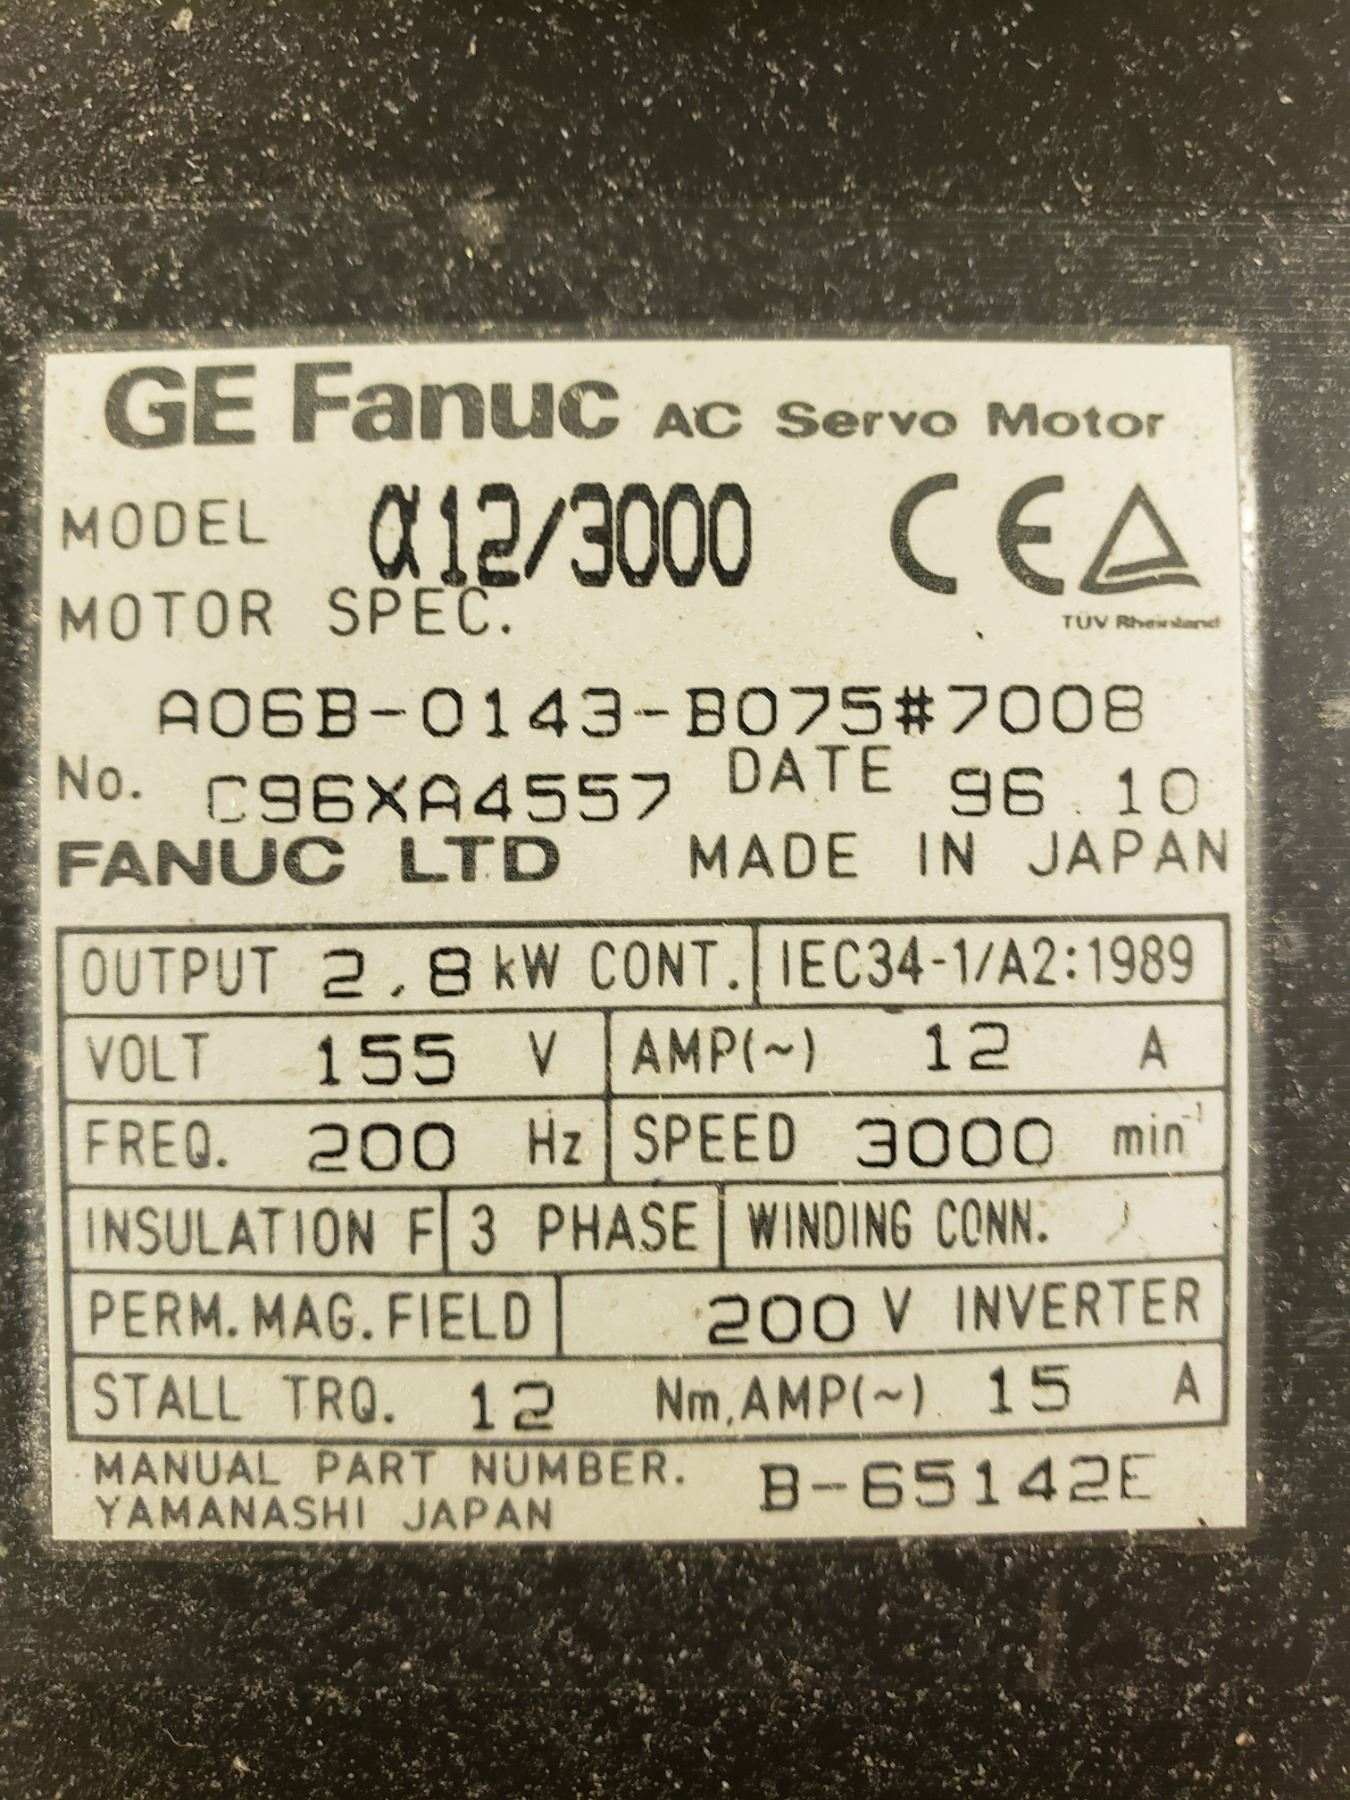 GE Fanuc AC Servo Motor
MODEL α12/3000 CE
MOTOR SPEC.
TÜV Rheinland
A06B-0143-B075#7008
No. C96XA4557 DATE 96.10
FANUC LTD MADE IN JAPAN
OUTPUT 2.8 kW CONT. IEC34-1/A2:1989
VOLT 155 V AMP(~) 12 A
FREQ. 200 Hz SPEED 3000 min⁻¹
INSULATION F 3 PHASE WINDING CONN.
PERM.MAG.FIELD 200 V INVERTER
STALL TRQ. 12 Nm,AMP(~) 15 A
MANUAL PART NUMBER. B-65142E
YAMANASHI JAPAN